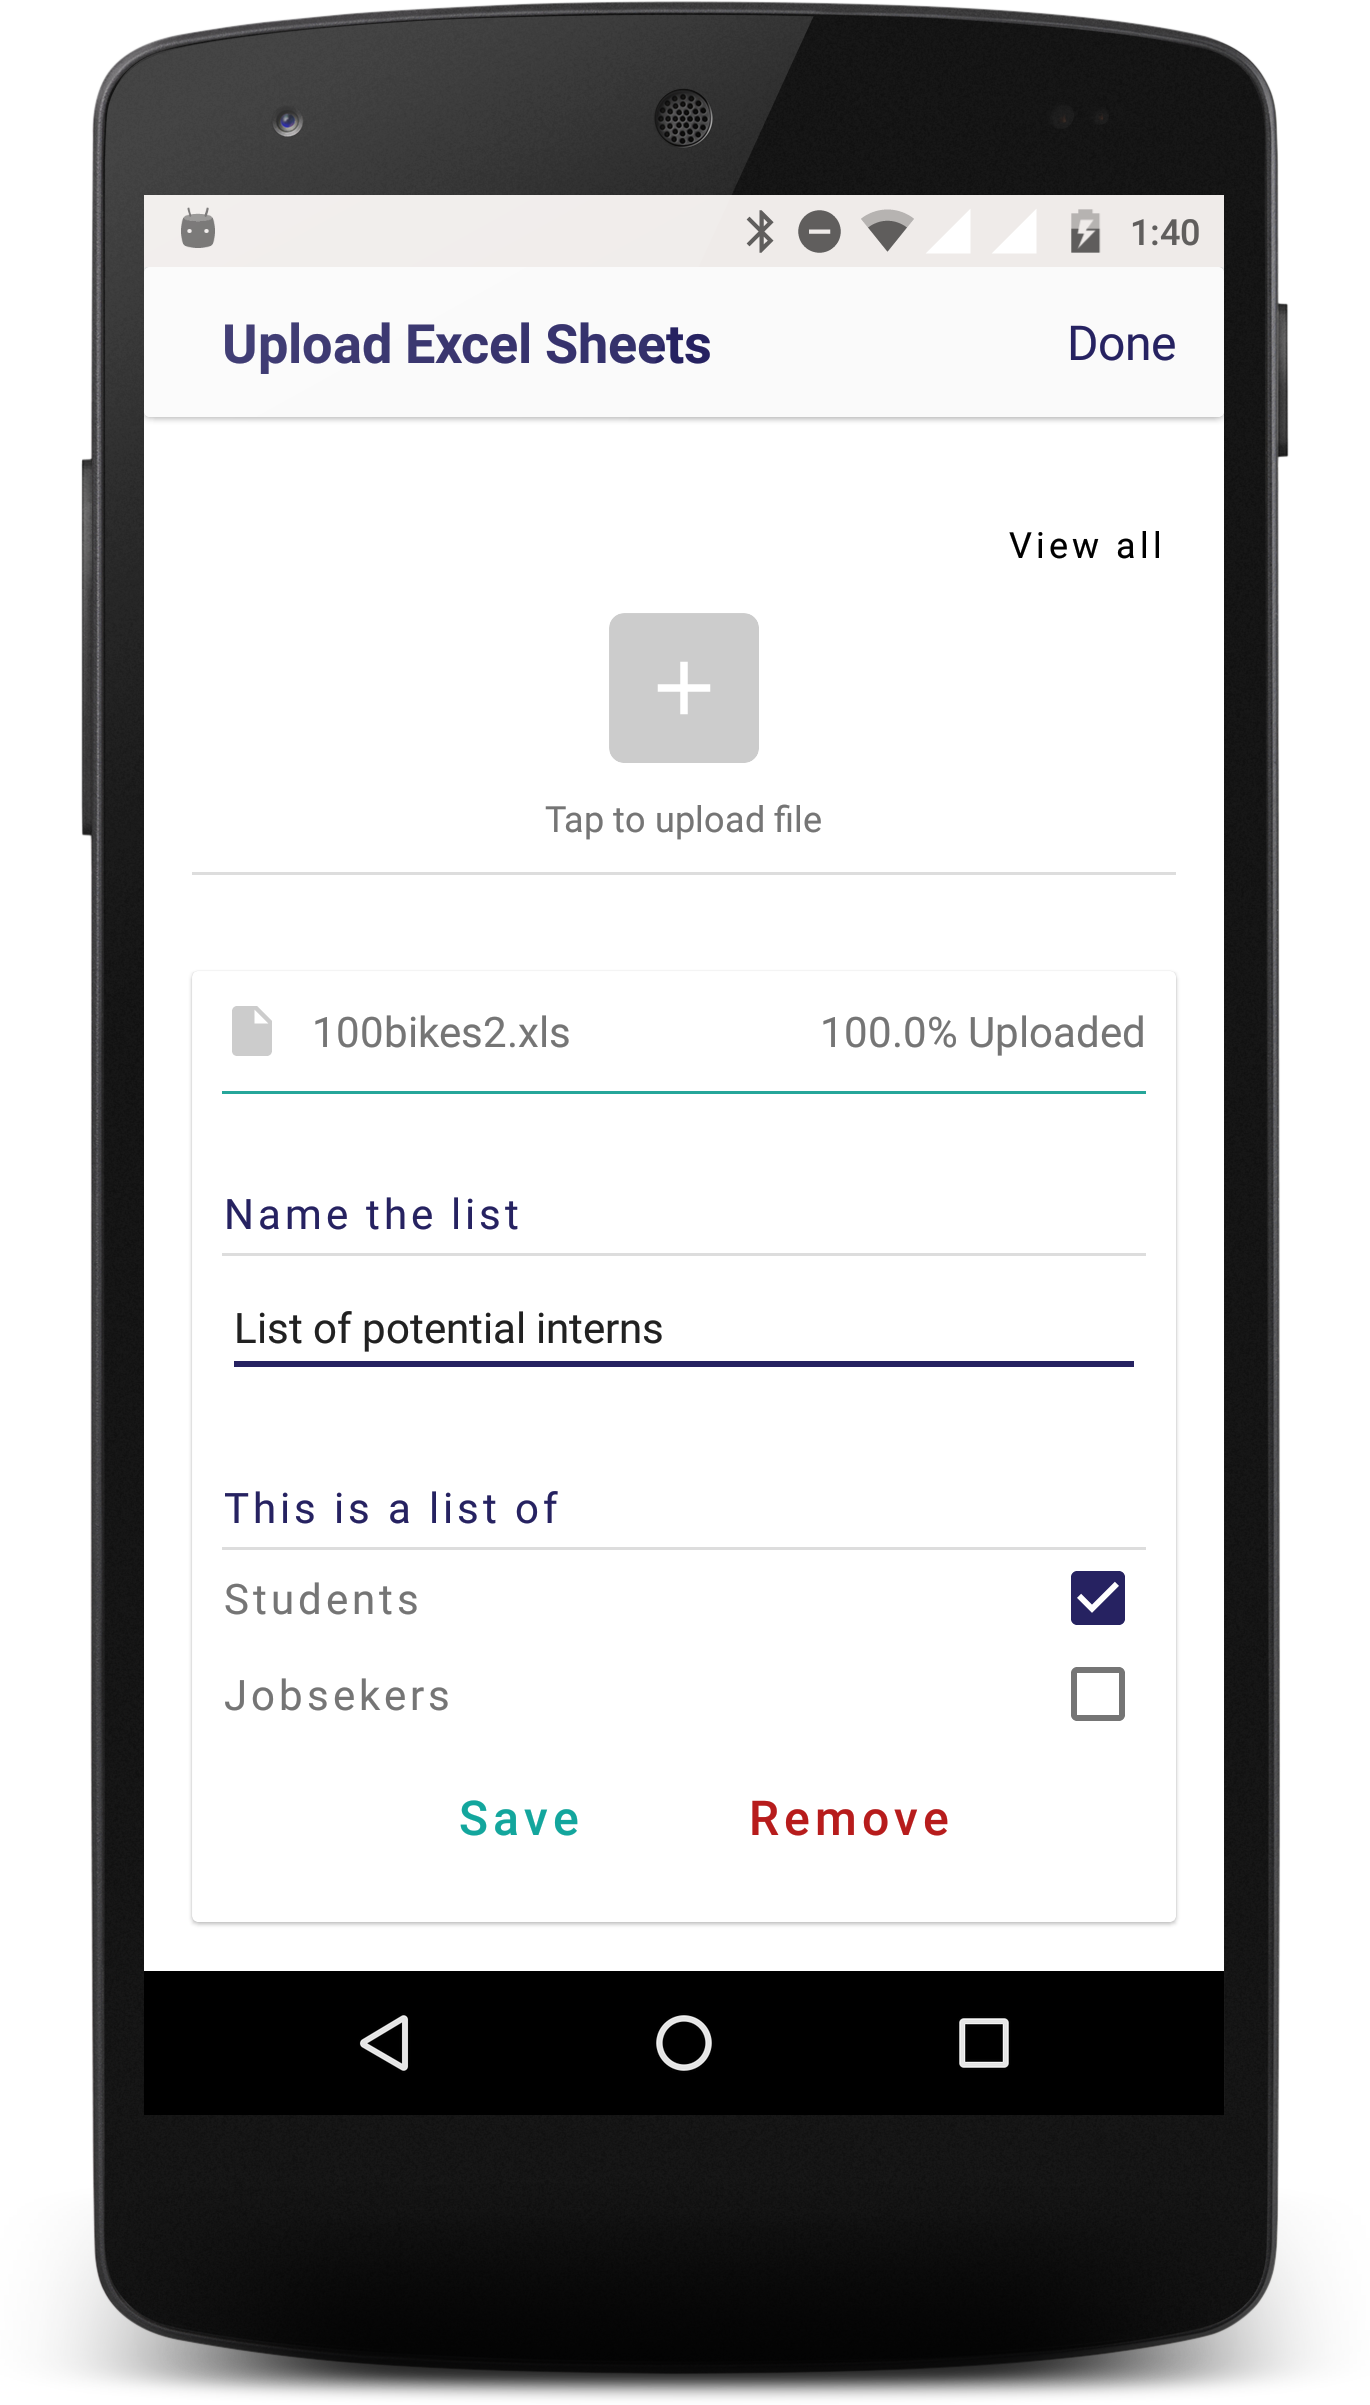 1:40
Upload Excel Sheets
Done
View all
Tap to upload file
100bikes2.xls
100.0% Uploaded
Name the list
List of potential interns
This is a list of
Students
Jobsekers
Save
Remove